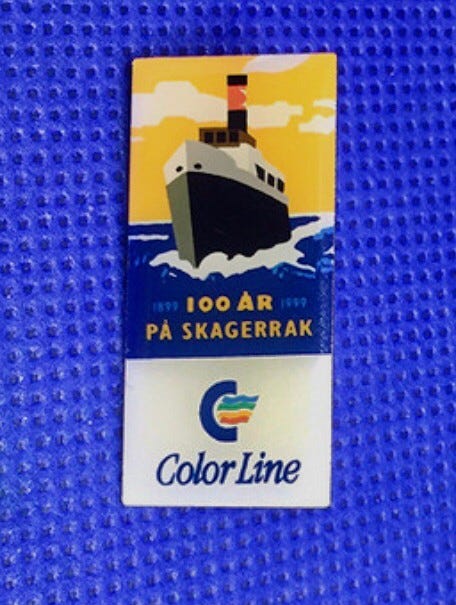 1899 100 ÅR 1999
PÅ SKAGERRAK
Color Line